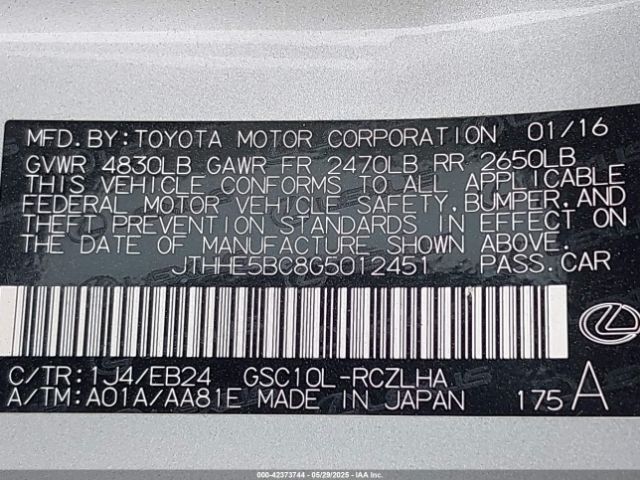 MFD.BY:TOYOTA MOTOR CORPORATION 01/16
GVWR 4830LB GAWR FR 2470LB RR 2650LB
THIS VEHICLE CONFORMS TO ALL APPLICABLE
FEDERAL MOTOR VEHICLE SAFETY,BUMPER,AND
THEFT PREVENTION STANDARDS IN EFFECT ON
THE DATE OF MANUFACTURE SHOWN ABOVE.
JTHHE5BC8G5012451 PASS.CAR
C/TR:1J4/EB24 GSC10L-RCZLHA
A/TM:A01A/AA81E MADE IN JAPAN 175A
000-42373744 - 05/29/2025 - IAAI.COM